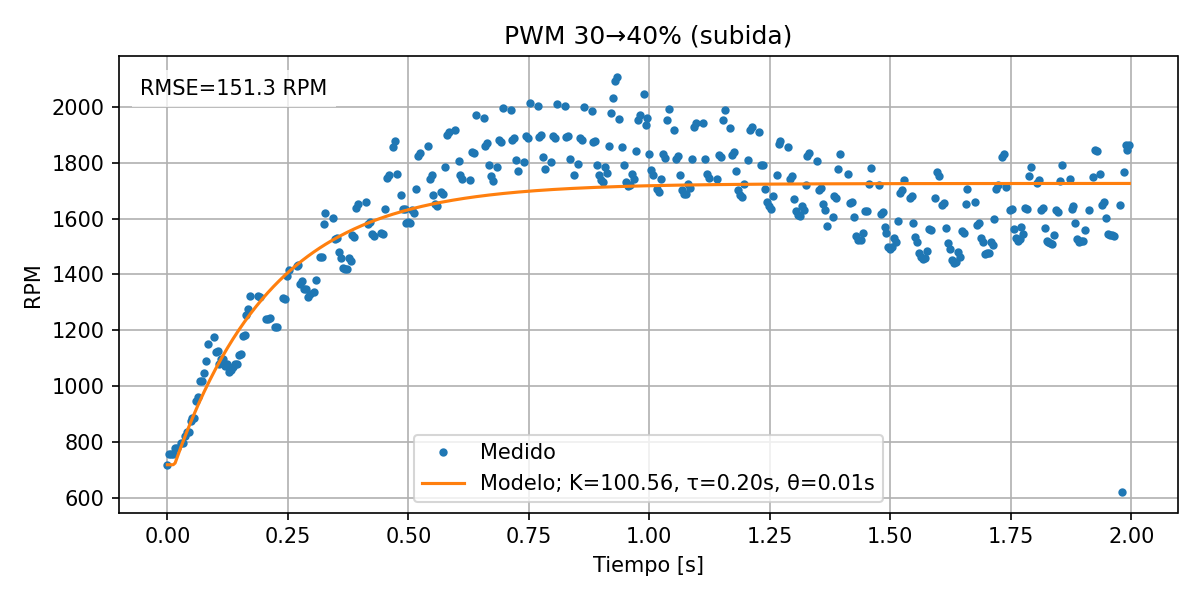 PWM 30→40% (subida)
RMSE=151.3 RPM
2000
1800
1600
1400
1200
1000
800
600
RPM
Medido
Modelo; K=100.56, τ=0.20s, θ=0.01s
0.00 0.25 0.50 0.75 1.00 1.25 1.50 1.75 2.00
Tiempo [s]